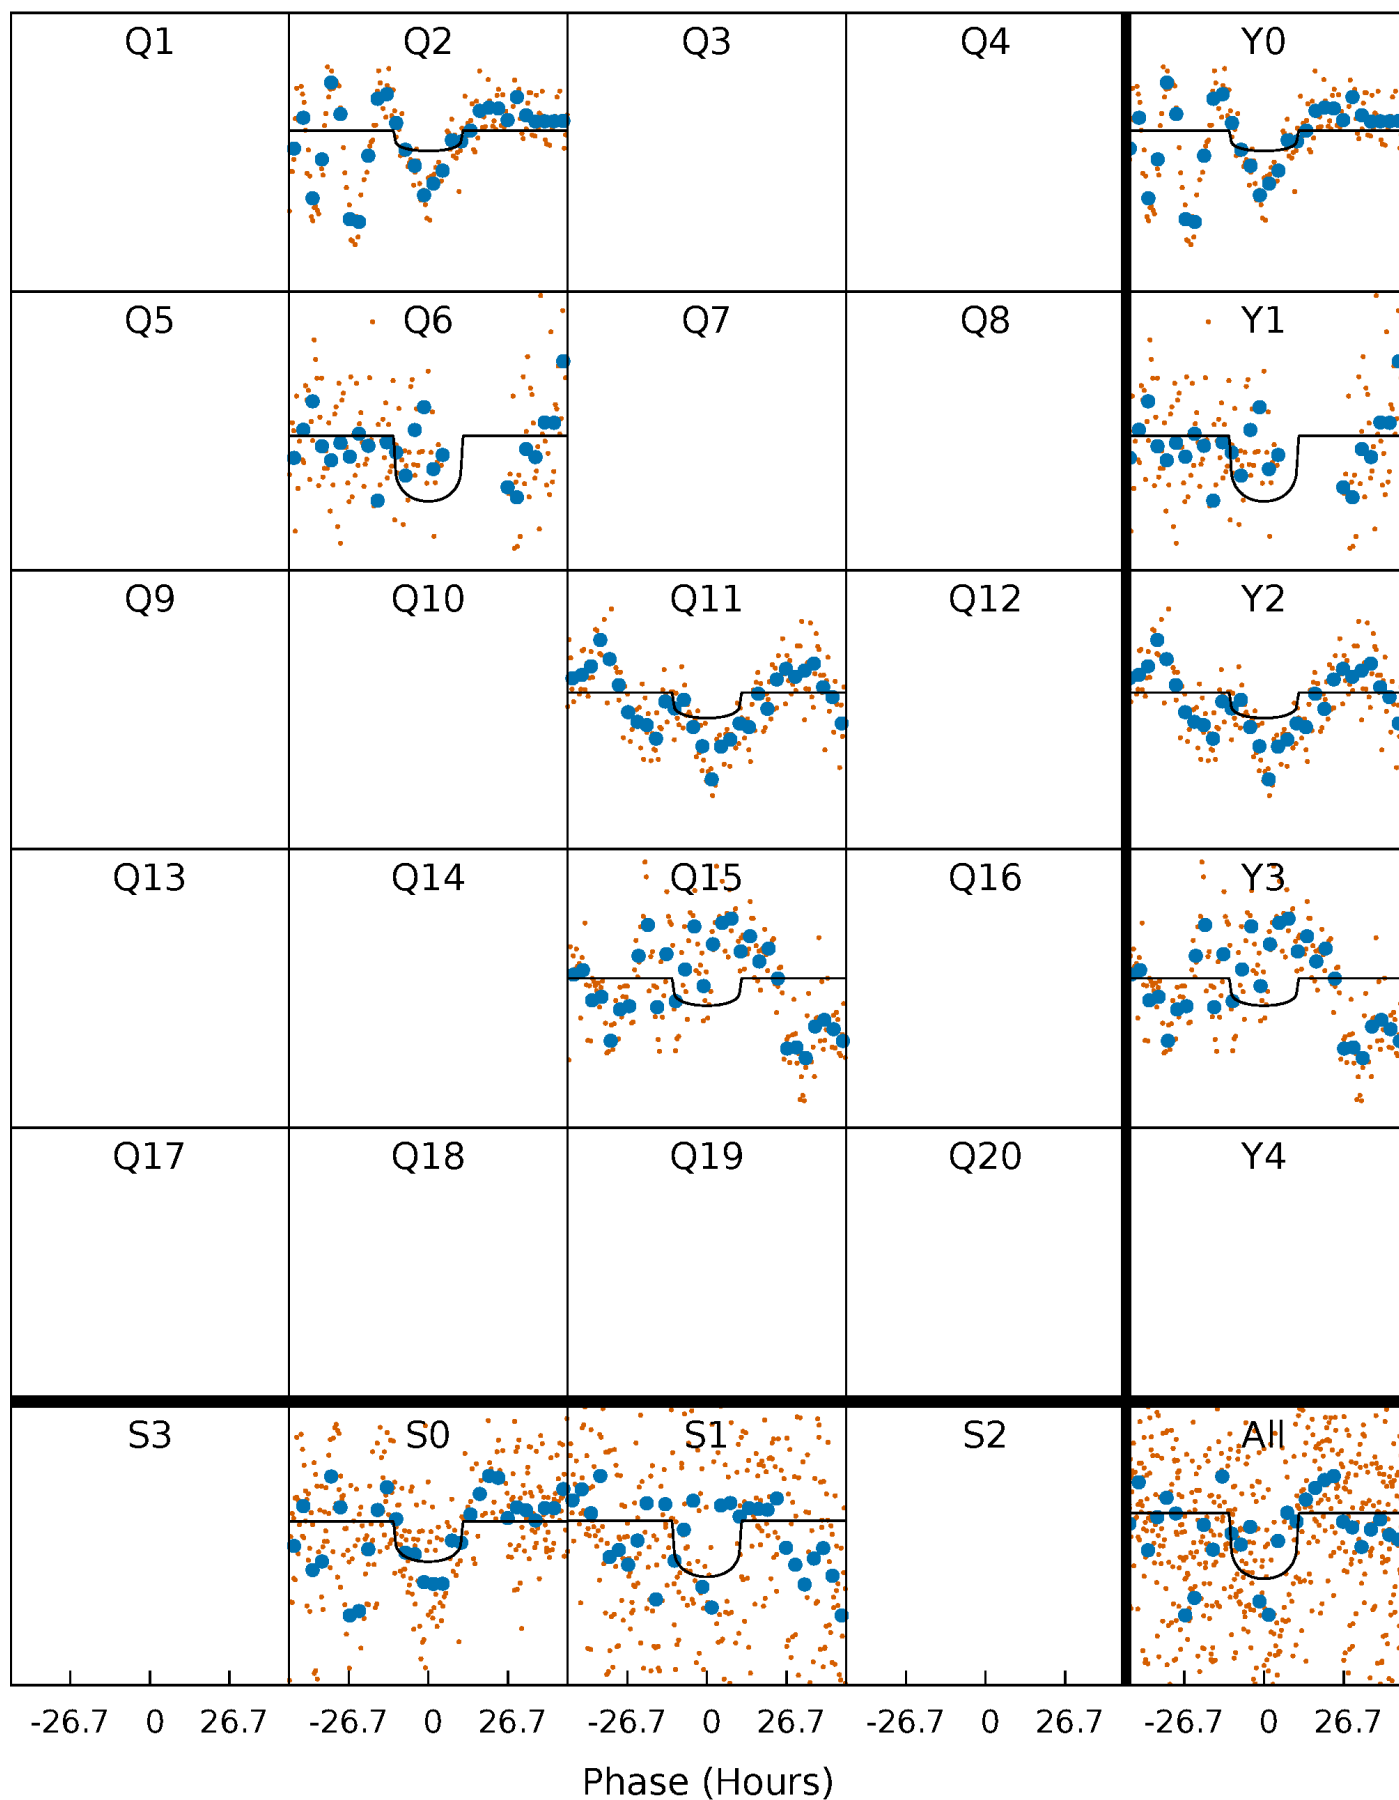 Q1 Q2 Q3 Q4 Y0
Q5 Q6 Q7 Q8 Y1
Q9 Q10 Q11 Q12 Y2
Q13 Q14 Q15 Q16 Y3
Q17 Q18 Q19 Q20 Y4
S3 S0 S1 S2 All
-26.7 0 26.7 -26.7 0 26.7 -26.7 0 26.7 -26.7 0 26.7 -26.7 0 26.7
Phase (Hours)